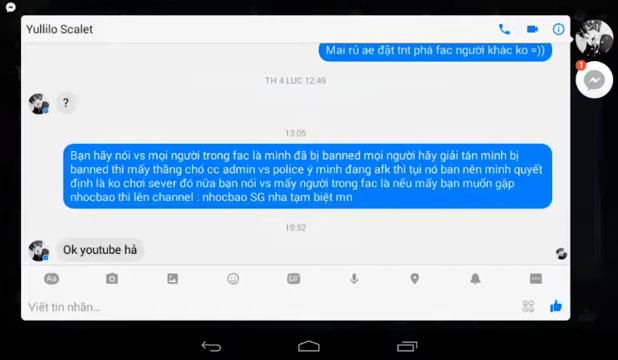 Yullilo Scalet
Mai rủ ae đặt tnt phá fac người khác ko =))
TH 4 LÚC 12:49
?
13:05
Bạn hãy nói vs mọi người trong fac là mình đã bị banned mọi người hãy giải tán mình bị
banned thì mấy thằng chó cc admin vs police ý mình đang afk thì tụi nó ban nên mình quyết
định là ko chơi sever đó nữa bạn nói vs mấy người trong fac là nếu mấy bạn muốn gặp
nhocbao thì lên channel . nhocbao SG nha tạm biệt mn
19:52
Ok youtube hả
Aa
GIF
Viết tin nhắn...
1